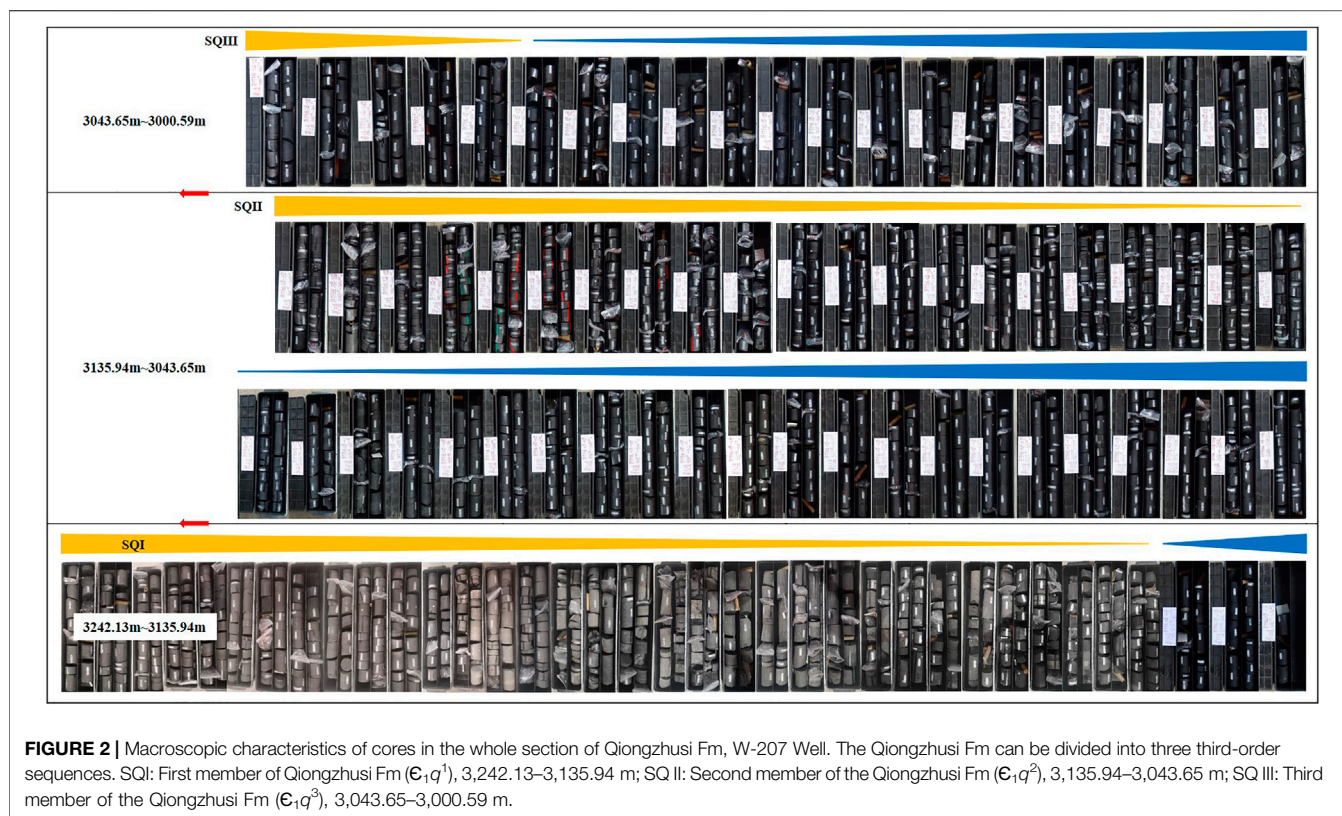 SQIII
3043.65m~3000.59m
SQII
3135.94m~3043.65m
SQI
3242.13m~3135.94m
FIGURE 2 | Macroscopic characteristics of cores in the whole section of Qiongzhusi Fm, W-207 Well. The Qiongzhusi Fm can be divided into three third-order
sequences. SQI: First member of Qiongzhusi Fm (Є₁q¹), 3,242.13–3,135.94 m; SQ II: Second member of the Qiongzhusi Fm (Є₁q²), 3,135.94–3,043.65 m; SQ III: Third
member of the Qiongzhusi Fm (Є₁q³), 3,043.65–3,000.59 m.